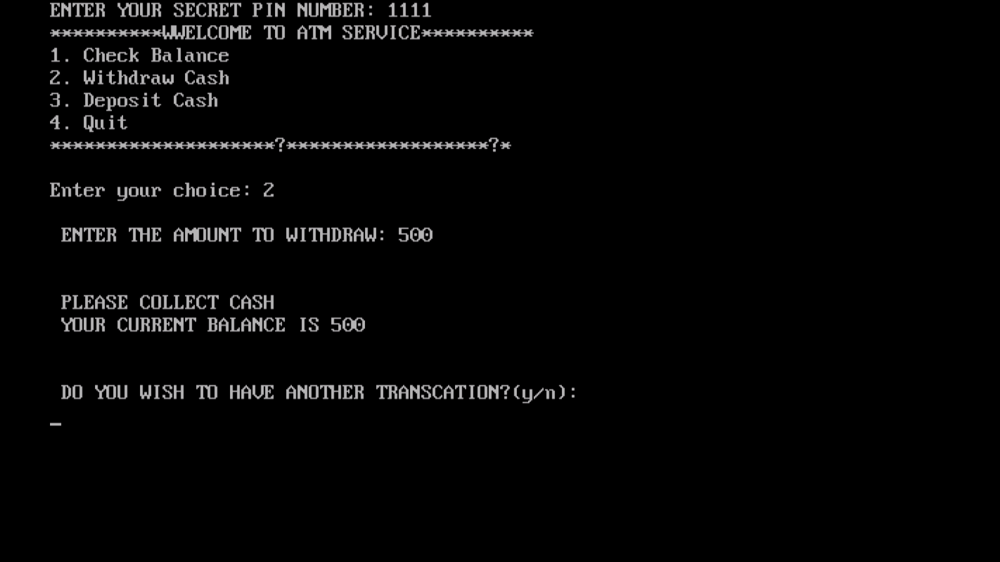 ENTER YOUR SECRET PIN NUMBER: 1111
**********WWELCOME TO ATM SERVICE**********
1. Check Balance
2. Withdraw Cash
3. Deposit Cash
4. Quit
********************?******************?*
Enter your choice: 2
ENTER THE AMOUNT TO WITHDRAW: 500
PLEASE COLLECT CASH
YOUR CURRENT BALANCE IS 500
DO YOU WISH TO HAVE ANOTHER TRANSCATION?(y/n):
_